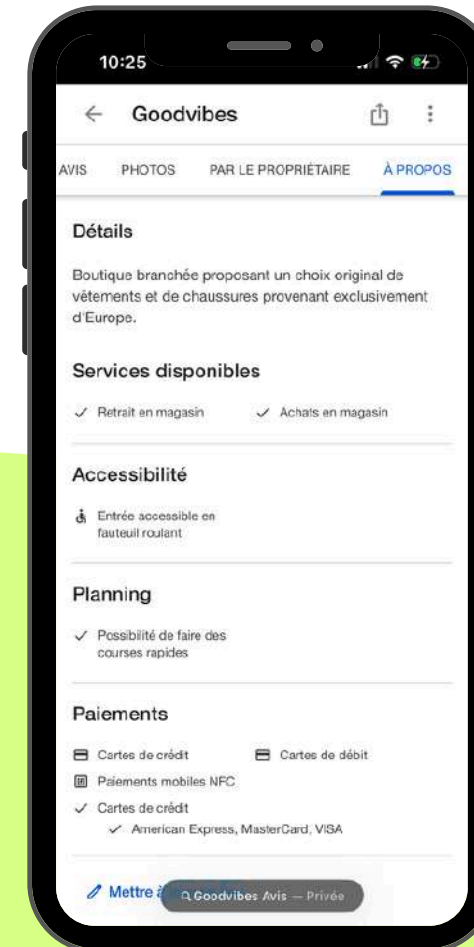 10:25
Goodvibes
AVIS PHOTOS PAR LE PROPRIÉTAIRE À PROPOS
Détails
Boutique branchée proposant un choix original de
vêtements et de chaussures provenant exclusivement
d'Europe.
Services disponibles
Retrait en magasin Achats en magasin
Accessibilité
Entrée accessible en
fauteuil roulant
Planning
Possibilité de faire des
courses rapides
Paiements
Cartes de crédit Cartes de débit
Paiements mobiles NFC
Cartes de crédit
American Express, MasterCard, VISA
Mettre
Goodvibes Avis — Privée